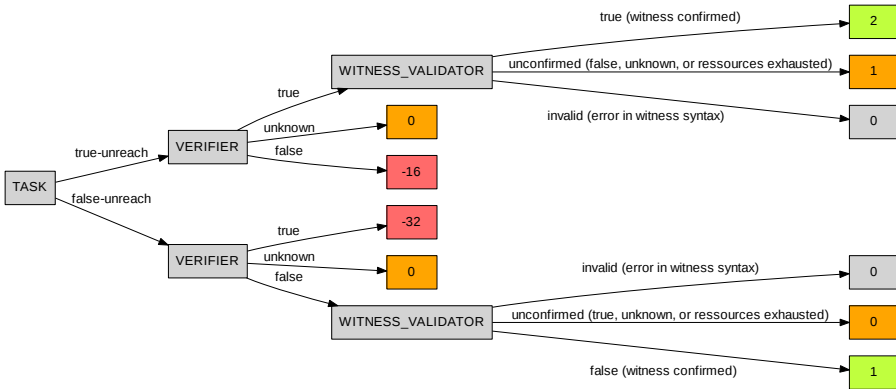 true (witness confirmed)
2
WITNESS_VALIDATOR
unconfirmed (false, unknown, or ressources exhausted)
1
true
invalid (error in witness syntax)
0
unknown
0
VERIFIER
false
true-unreach
-16
TASK
false-unreach
true
-32
VERIFIER
unknown
0
false
invalid (error in witness syntax)
0
WITNESS_VALIDATOR
unconfirmed (true, unknown, or ressources exhausted)
0
false (witness confirmed)
1